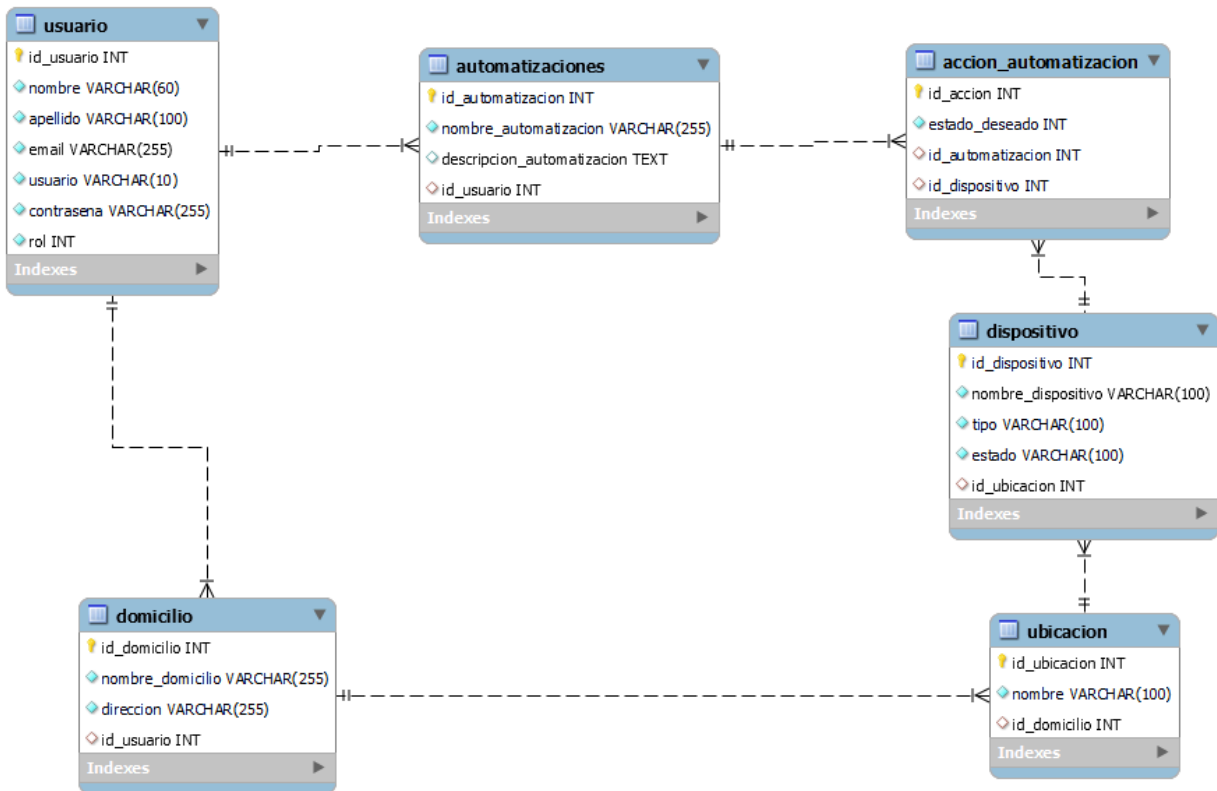 usuario
id_usuario INT
nombre VARCHAR(60)
apellido VARCHAR(100)
email VARCHAR(255)
usuario VARCHAR(10)
contrasena VARCHAR(255)
rol INT
Indexes
automatizaciones
id_automatizacion INT
nombre_automatizacion VARCHAR(255)
descripcion_automatizacion TEXT
id_usuario INT
Indexes
accion_automatizacion
id_accion INT
estado_deseado INT
id_automatizacion INT
id_dispositivo INT
Indexes
dispositivo
id_dispositivo INT
nombre_dispositivo VARCHAR(100)
tipo VARCHAR(100)
estado VARCHAR(100)
id_ubicacion INT
Indexes
domicilio
id_domicilio INT
nombre_domicilio VARCHAR(255)
direccion VARCHAR(255)
id_usuario INT
Indexes
ubicacion
id_ubicacion INT
nombre VARCHAR(100)
id_domicilio INT
Indexes